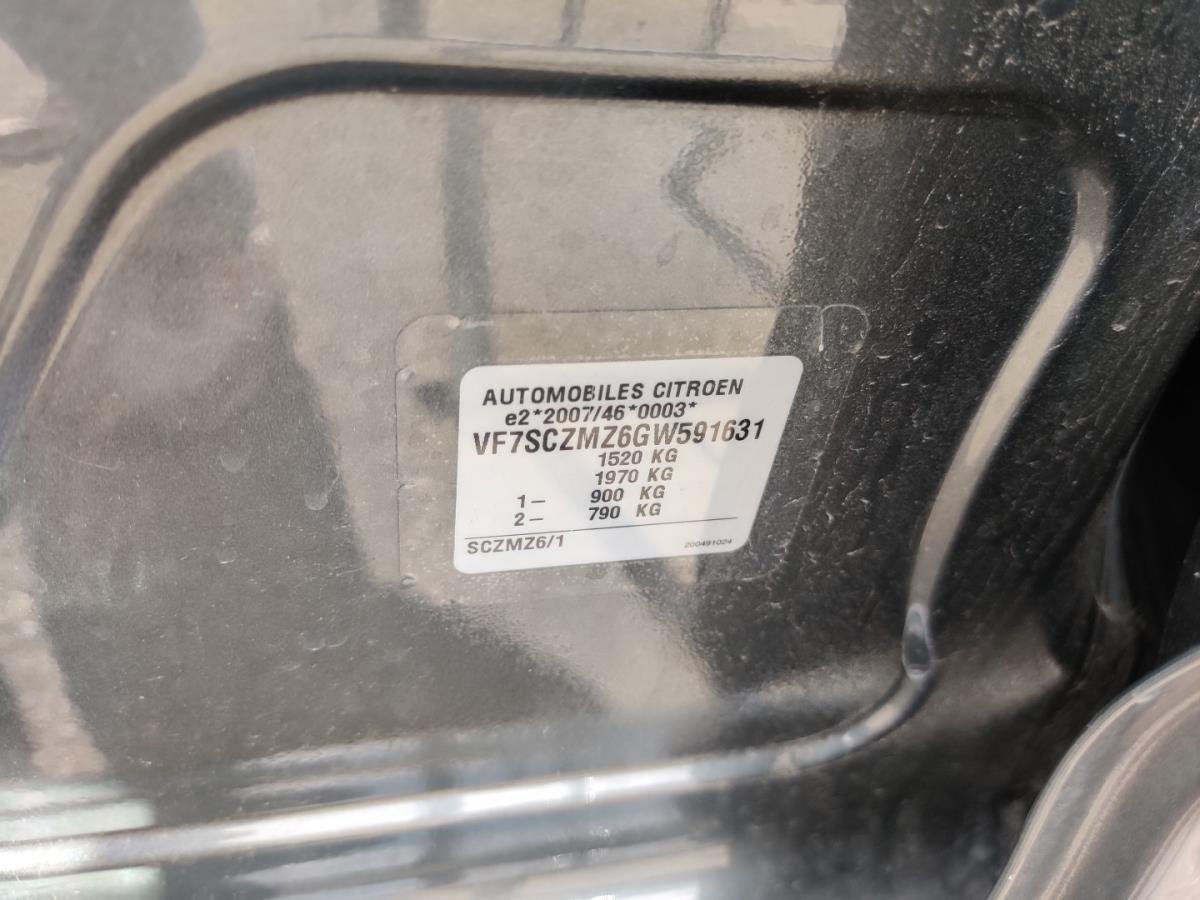 AUTOMOBILES CITROEN
e2*2007/46*0003*
VF7SCZMZ6GW591631
1520 KG
1970 KG
1- 900 KG
2- 790 KG
SCZMZ6/1 200491024